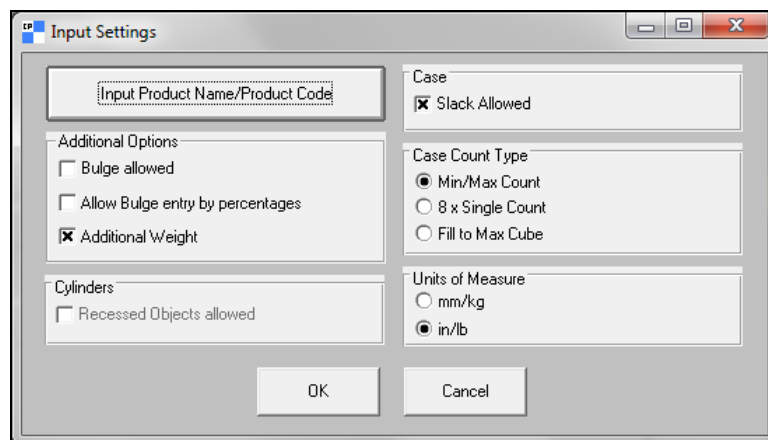 CP Input Settings
Input Product Name/Product Code
Additional Options
Bulge allowed
Allow Bulge entry by percentages
Additional Weight
Cylinders
Recessed Objects allowed
Case
Slack Allowed
Case Count Type
Min/Max Count
8 x Single Count
Fill to Max Cube
Units of Measure
mm/kg
in/lb
OK
Cancel